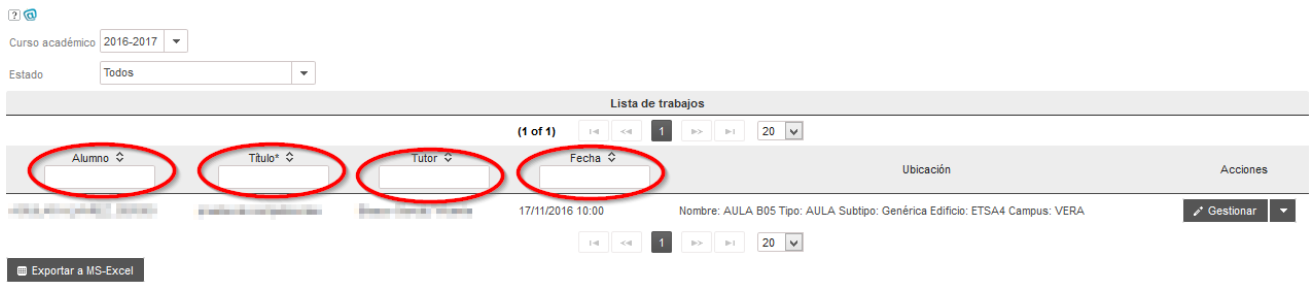 ?
Curso académico 2016-2017
Estado Todos
Lista de trabajos
(1 of 1) 1 20
Alumno Título* Tutor Fecha Ubicación Acciones
17/11/2016 10:00 Nombre: AULA B05 Tipo: AULA Subtipo: Genérica Edificio: ETSA4 Campus: VERA Gestionar
1 20
Exportar a MS-Excel